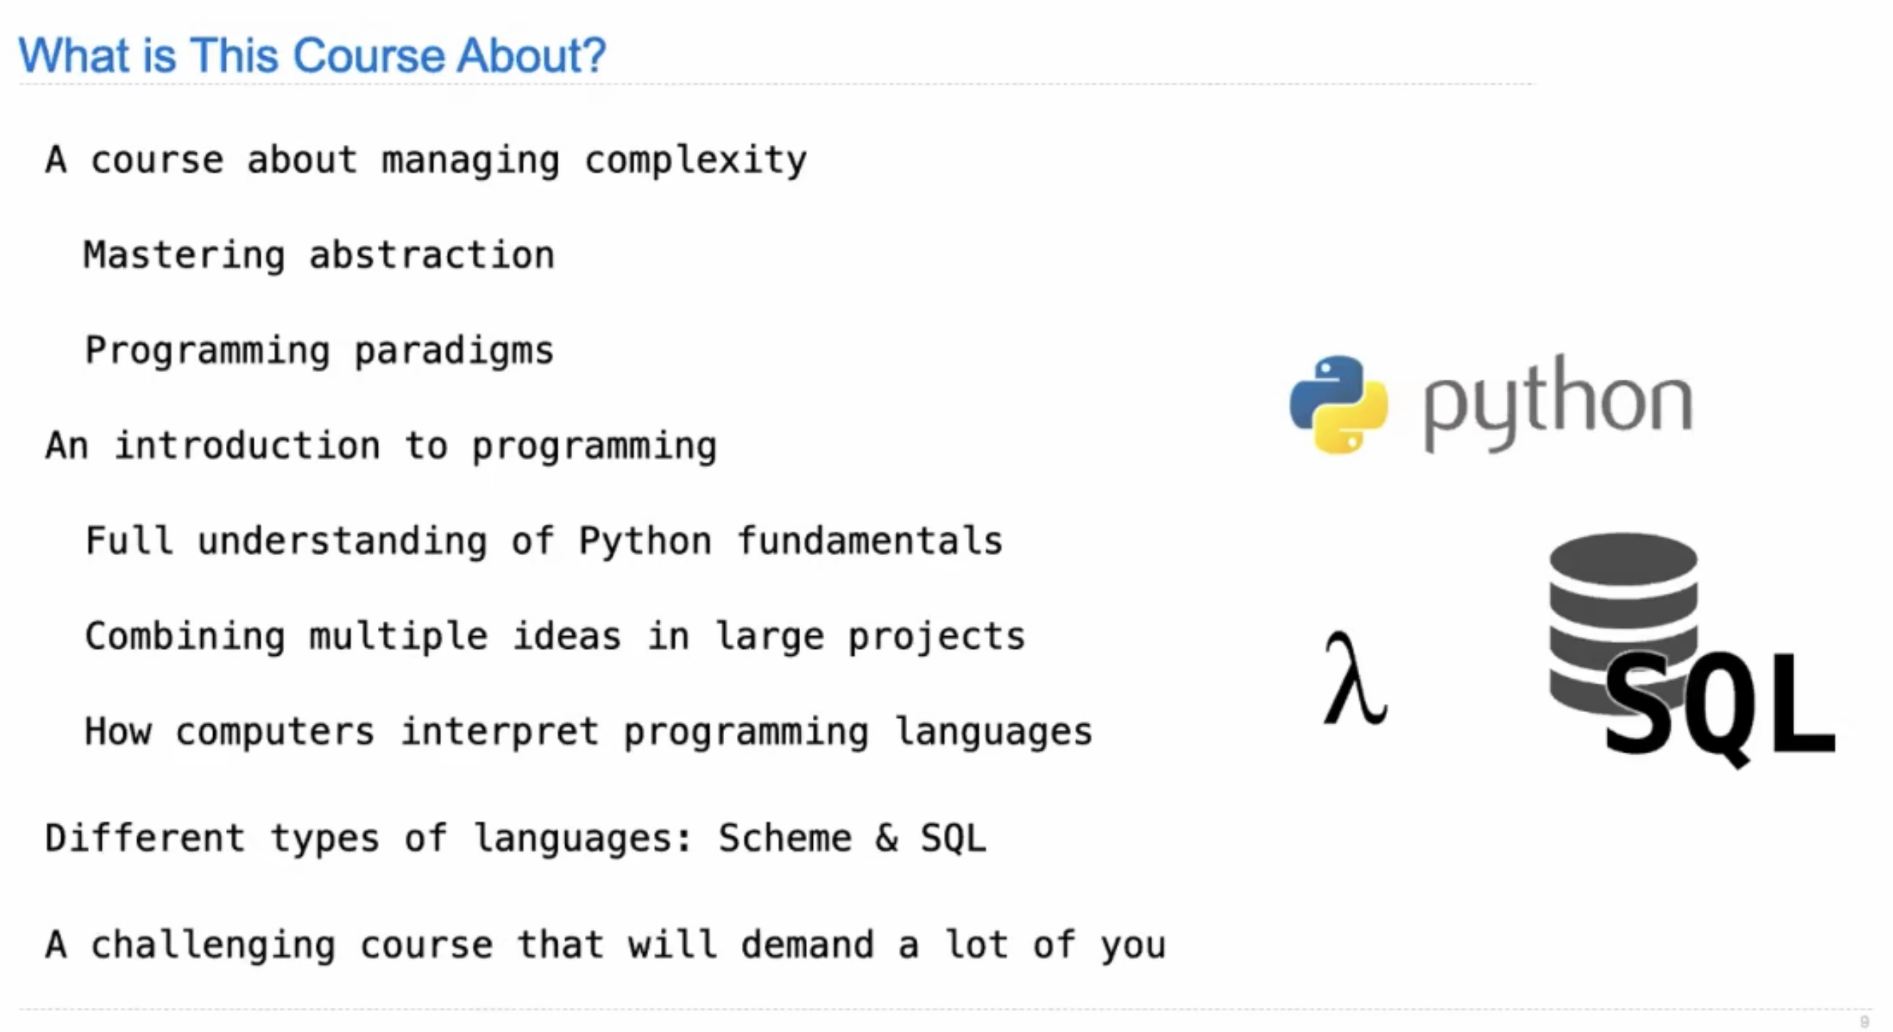 What is This Course About?
A course about managing complexity
Mastering abstraction
Programming paradigms
An introduction to programming
Full understanding of Python fundamentals
Combining multiple ideas in large projects
How computers interpret programming languages
Different types of languages: Scheme & SQL
A challenging course that will demand a lot of you
python
λ
SQL
9